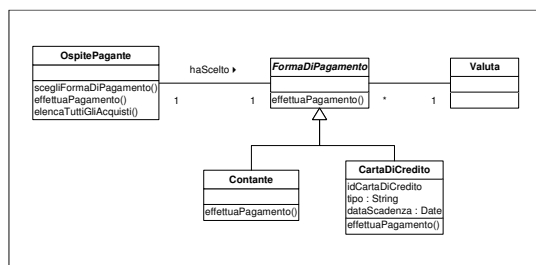 OspitePagante
scegliFormaDiPagamento()
effettuaPagamento()
elencaTuttiGliAcquisti()
haScelto
1
1
FormaDiPagamento
effettuaPagamento()
*
1
Valuta
Contante
effettuaPagamento()
CartaDiCredito
idCartaDiCredito
tipo : String
dataScadenza : Date
effettuaPagamento()